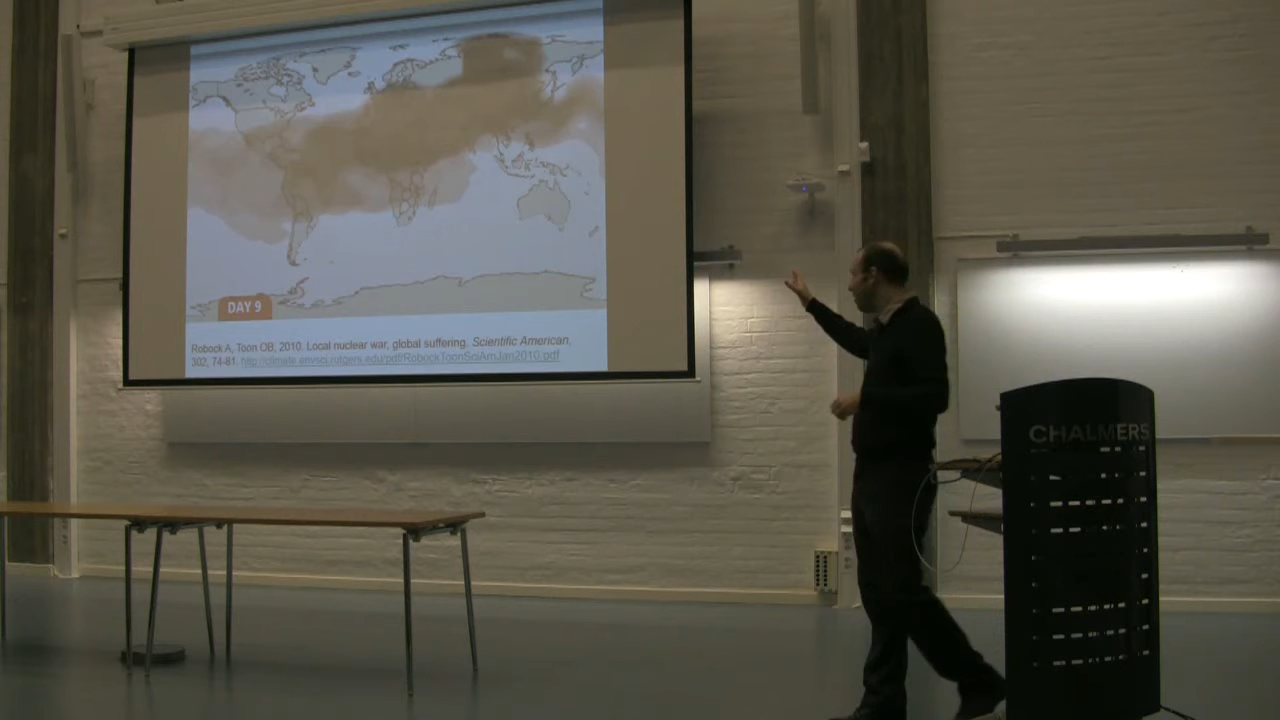 DAY 9
Robock A, Toon OB, 2010. Local nuclear war, global suffering. Scientific American,
302, 74-81. http://climate.envsci.rutgers.edu/pdf/RobockToonSciAmJan2010.pdf
CHALMERS